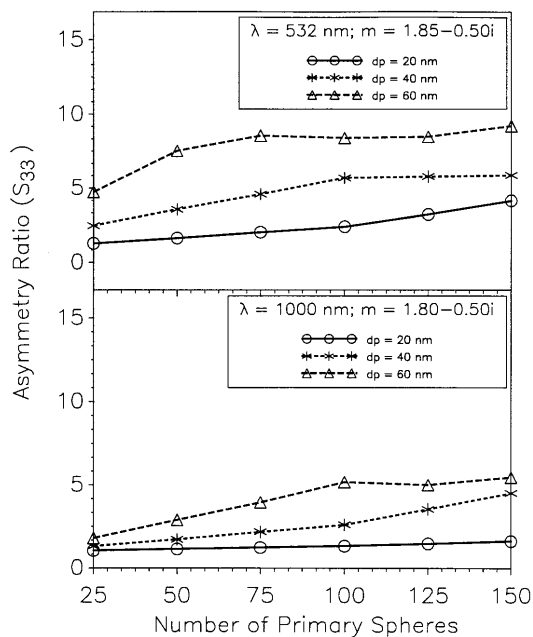 15
10
5
0
λ = 532 nm; m = 1.85-0.50i
dp = 20 nm
dp = 40 nm
dp = 60 nm
Asymmetry Ratio (S33)
15
10
5
0
λ = 1000 nm; m = 1.80-0.50i
dp = 20 nm
dp = 40 nm
dp = 60 nm
25 50 75 100 125 150
Number of Primary Spheres